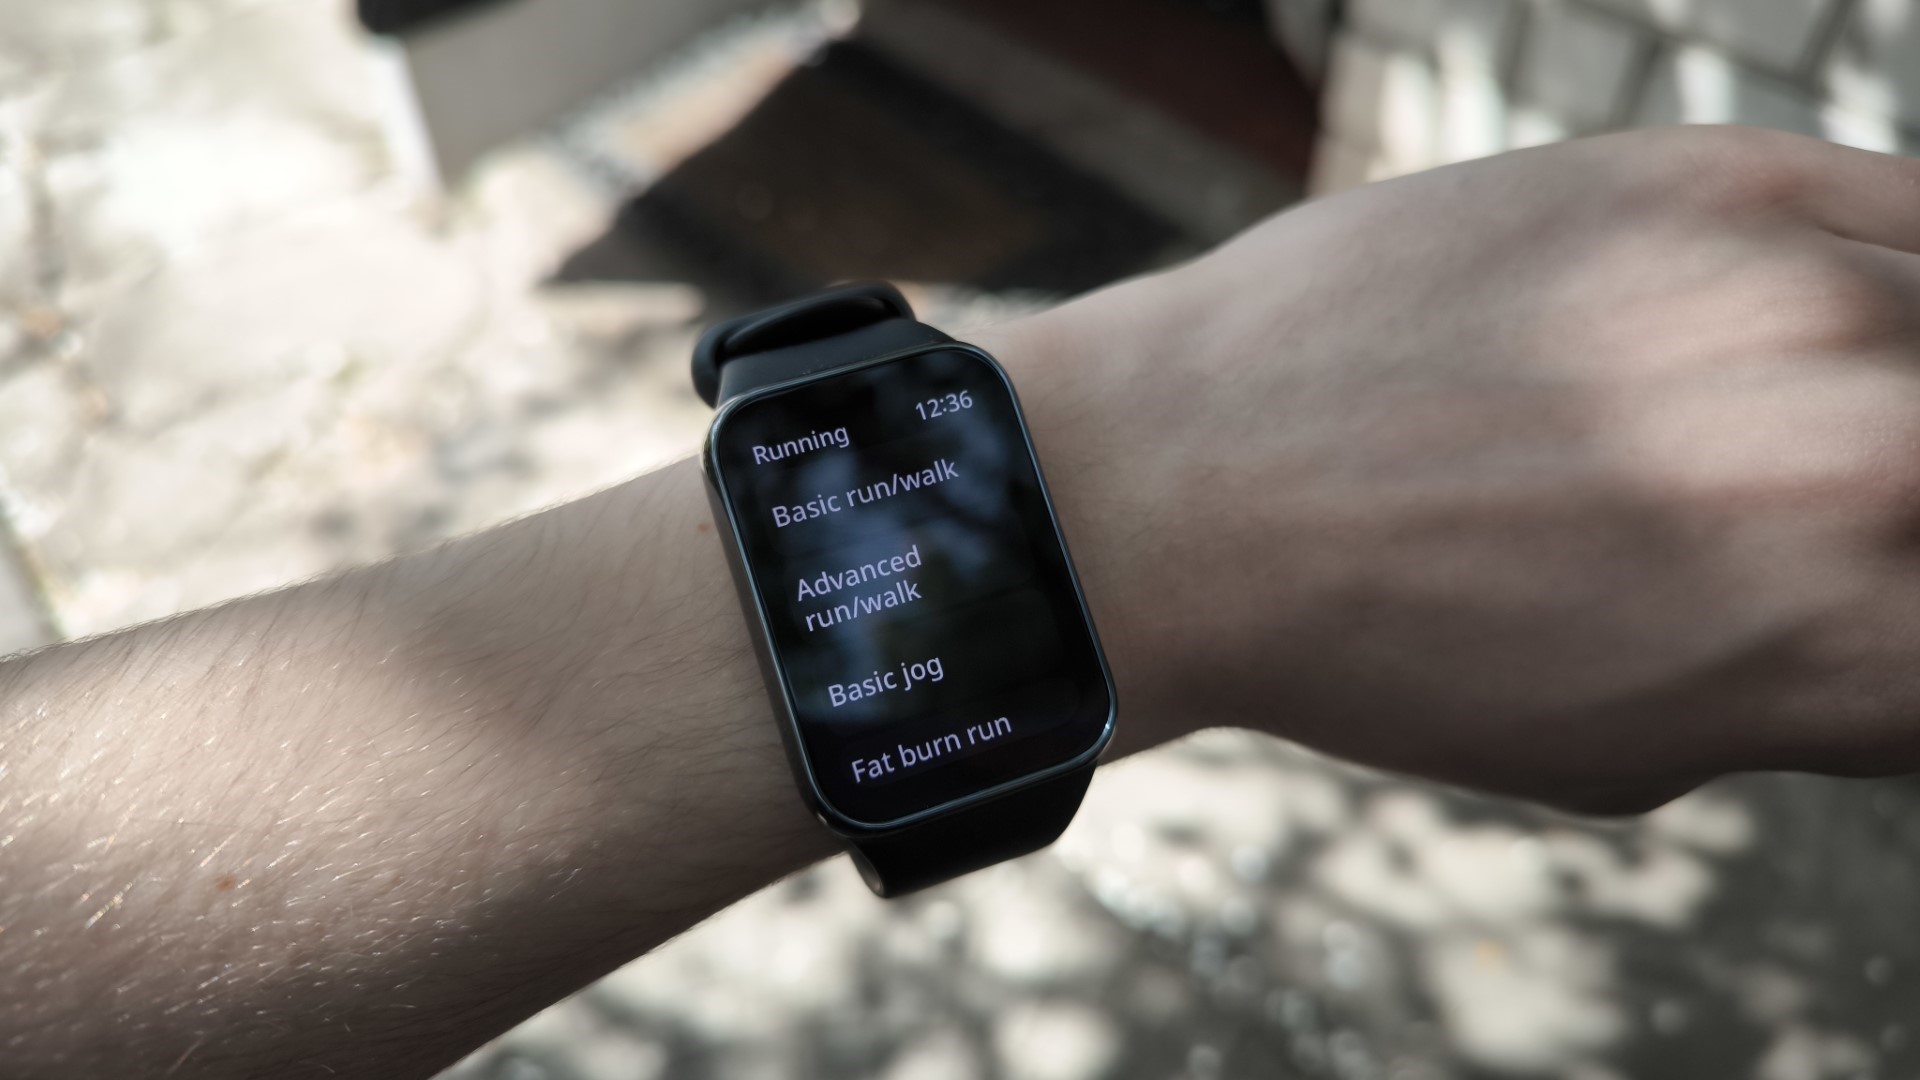 12:36
Running
Basic run/walk
Advanced
run/walk
Basic jog
Fat burn run